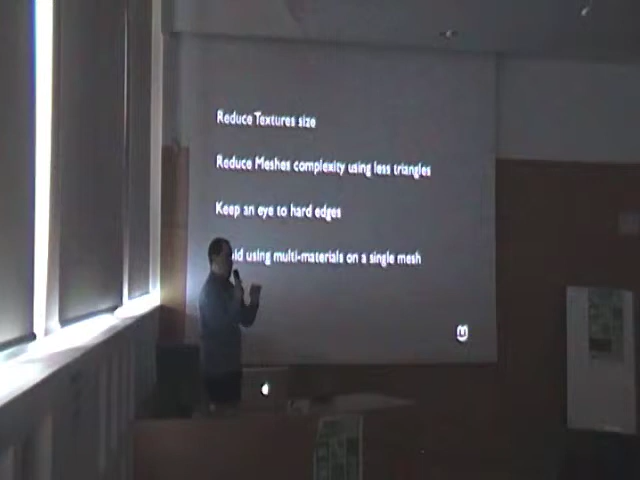 Reduce Textures size
Reduce Meshes complexity using less triangles
Keep an eye to hard edges
using multi-materials on a single mesh